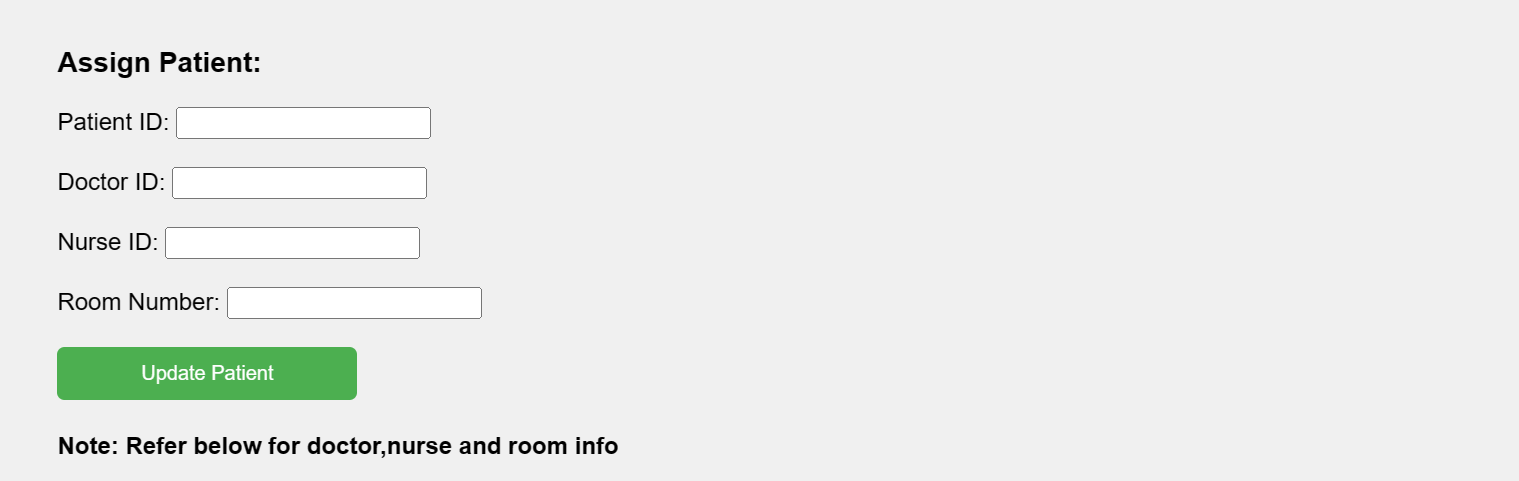 Assign Patient:
Patient ID:
Doctor ID:
Nurse ID:
Room Number:
Update Patient
Note: Refer below for doctor,nurse and room info